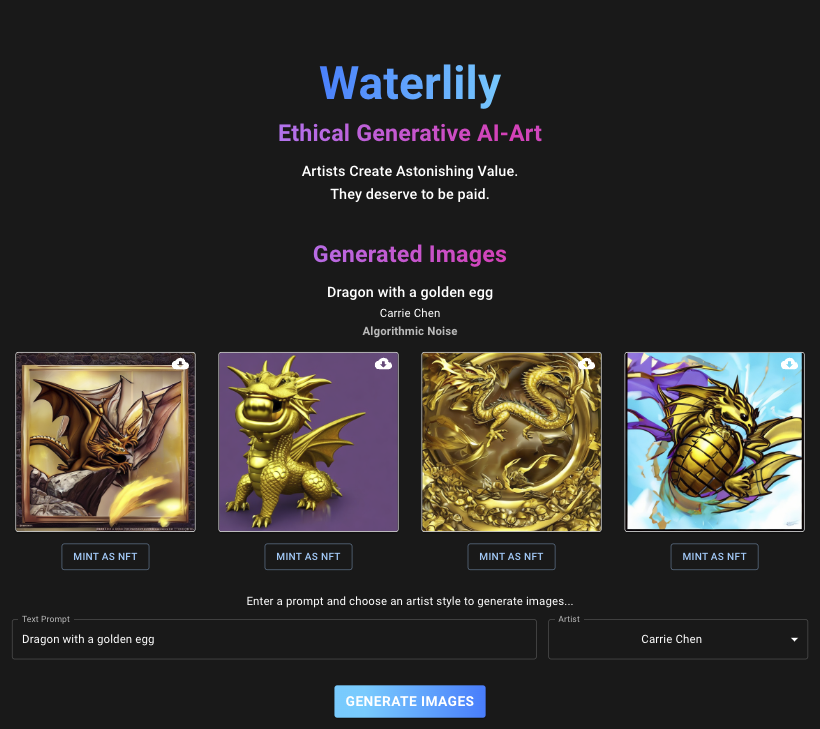 Waterlily
Ethical Generative AI-Art
Artists Create Astonishing Value.
They deserve to be paid.
Generated Images
Dragon with a golden egg
Carrie Chen
Algorithmic Noise
MINT AS NFT
MINT AS NFT
MINT AS NFT
MINT AS NFT
Enter a prompt and choose an artist style to generate images...
Text Prompt
Dragon with a golden egg
Artist
Carrie Chen
GENERATE IMAGES